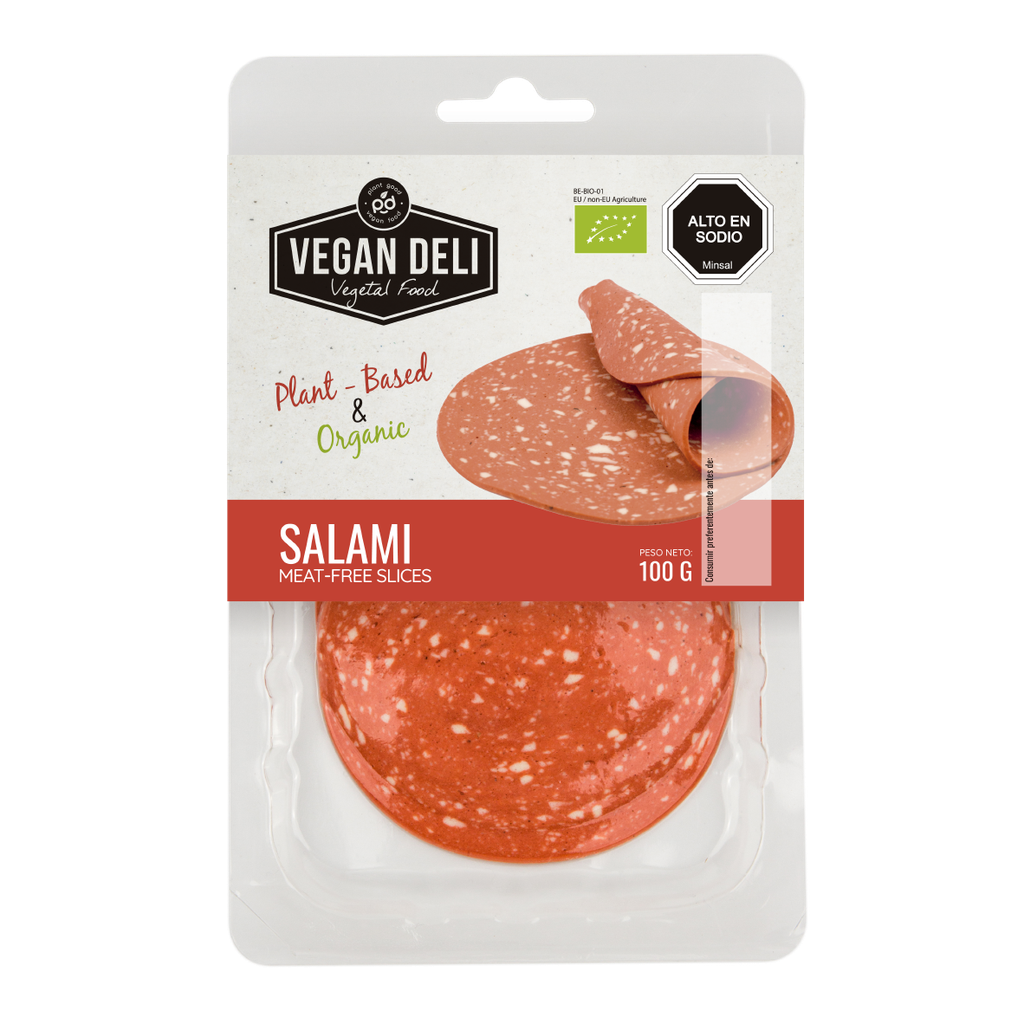 plant good
pgd
vegan food
VEGAN DELI
Vegetal Food
BE-BIO-01
EU / non-EU Agriculture
ALTO EN
SODIO
Minsal
Plant - Based
&
Organic
SALAMI
MEAT-FREE SLICES
PESO NETO:
100 G
Consumir preferentemente antes de: